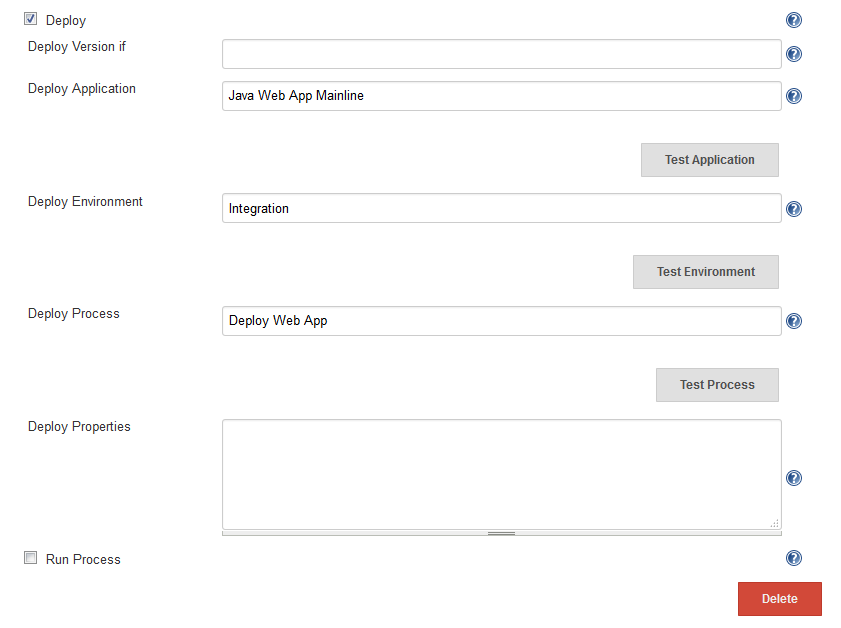 Deploy
Deploy Version if
Deploy Application
Java Web App Mainline
Test Application
Deploy Environment
Integration
Test Environment
Deploy Process
Deploy Web App
Test Process
Deploy Properties
Run Process
Delete